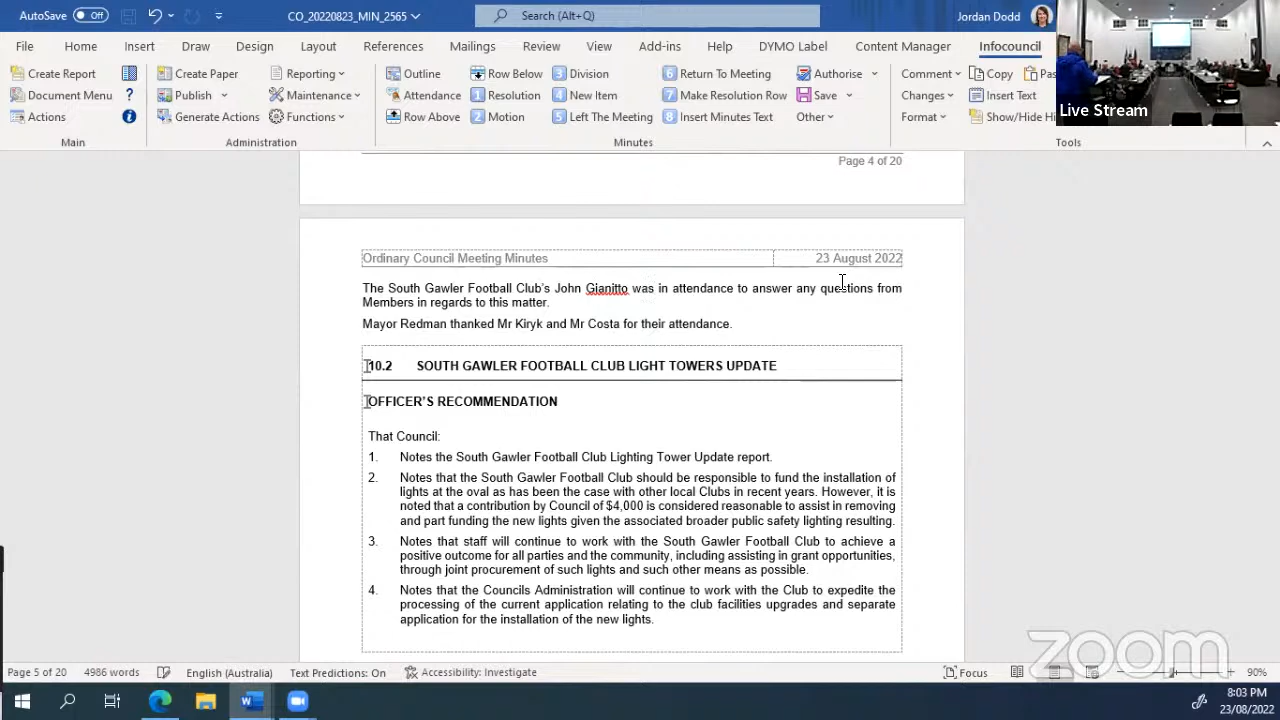 AutoSave Off CO_20220823_MIN_2565 Search (Alt+Q) Jordan Dodd
File Home Insert Draw Design Layout References Mailings Review View Add-ins Help DYMO Label Content Manager Infocouncil
Create Report Create Paper Reporting Outline Row Below 3 Division 6 Return To Meeting Authorise Comment Copy Pas
Document Menu ? Publish Maintenance Attendance 1 Resolution 4 New Item 7 Make Resolution Row Save Changes Insert Text
Actions Generate Actions Functions Row Above 2 Motion 5 Left The Meeting 8 Insert Minutes Text Other Format Show/Hide Hi
Main Administration Minutes Tools
Live Stream
Page 4 of 20
Ordinary Council Meeting Minutes 23 August 2022
The South Gawler Football Club's John Gianitto was in attendance to answer any questions from
Members in regards to this matter.
Mayor Redman thanked Mr Kiryk and Mr Costa for their attendance.
10.2 SOUTH GAWLER FOOTBALL CLUB LIGHT TOWERS UPDATE
OFFICER'S RECOMMENDATION
That Council:
1. Notes the South Gawler Football Club Lighting Tower Update report.
2. Notes that the South Gawler Football Club should be responsible to fund the installation of
lights at the oval as has been the case with other local Clubs in recent years. However, it is
noted that a contribution by Council of $4,000 is considered reasonable to assist in removing
and part funding the new lights given the associated broader public safety lighting resulting.
3. Notes that staff will continue to work with the South Gawler Football Club to achieve a
positive outcome for all parties and the community, including assisting in grant opportunities,
through joint procurement of such lights and such other means as possible.
4. Notes that the Councils Administration will continue to work with the Club to expedite the
processing of the current application relating to the club facilities upgrades and separate
application for the installation of the new lights.
zoom
Page 5 of 20 4986 words English (Australia) Text Predictions: On Accessibility: Investigate Focus 90%
8:03 PM
23/08/2022